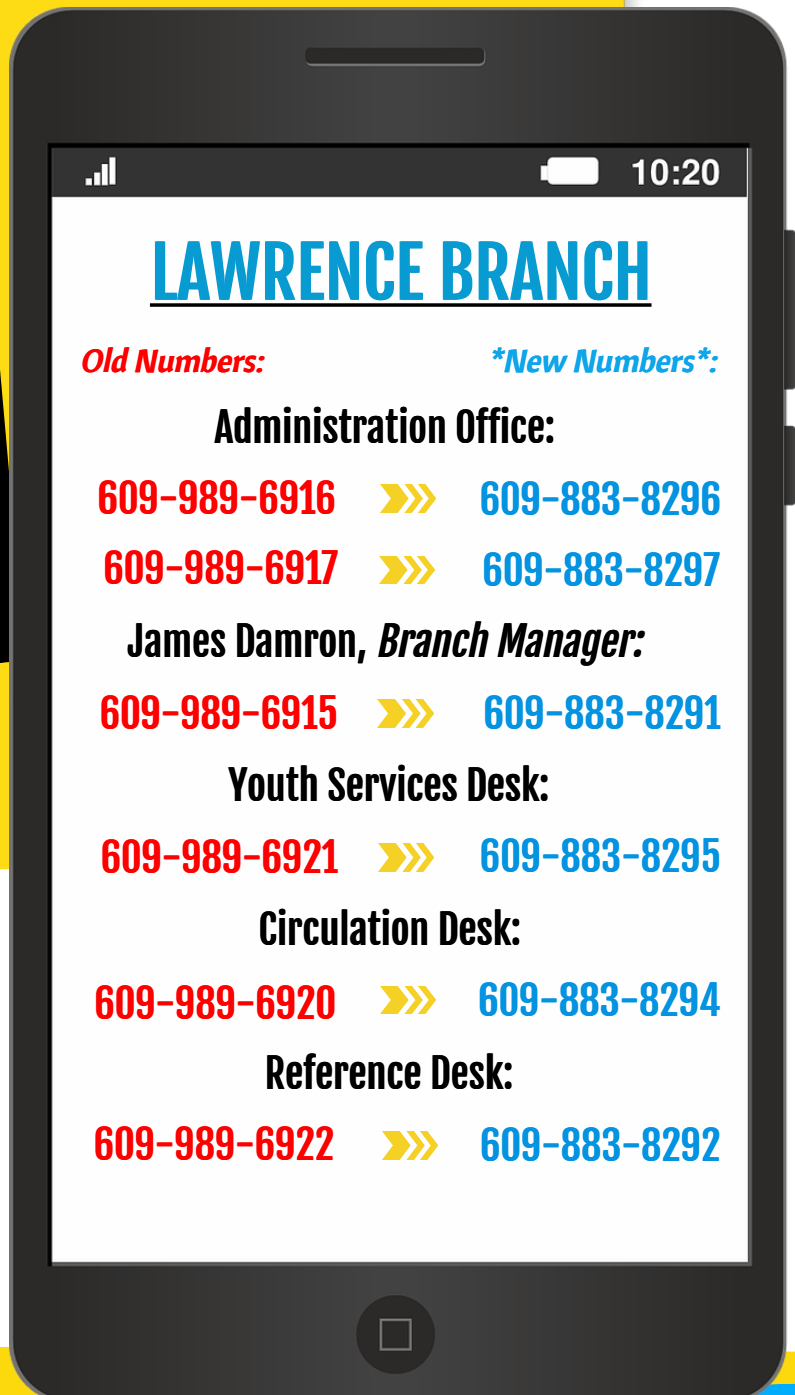 10:20
LAWRENCE BRANCH
Old Numbers: *New Numbers*:
Administration Office:
609-989-6916 609-883-8296
609-989-6917 609-883-8297
James Damron, Branch Manager:
609-989-6915 609-883-8291
Youth Services Desk:
609-989-6921 609-883-8295
Circulation Desk:
609-989-6920 609-883-8294
Reference Desk:
609-989-6922 609-883-8292